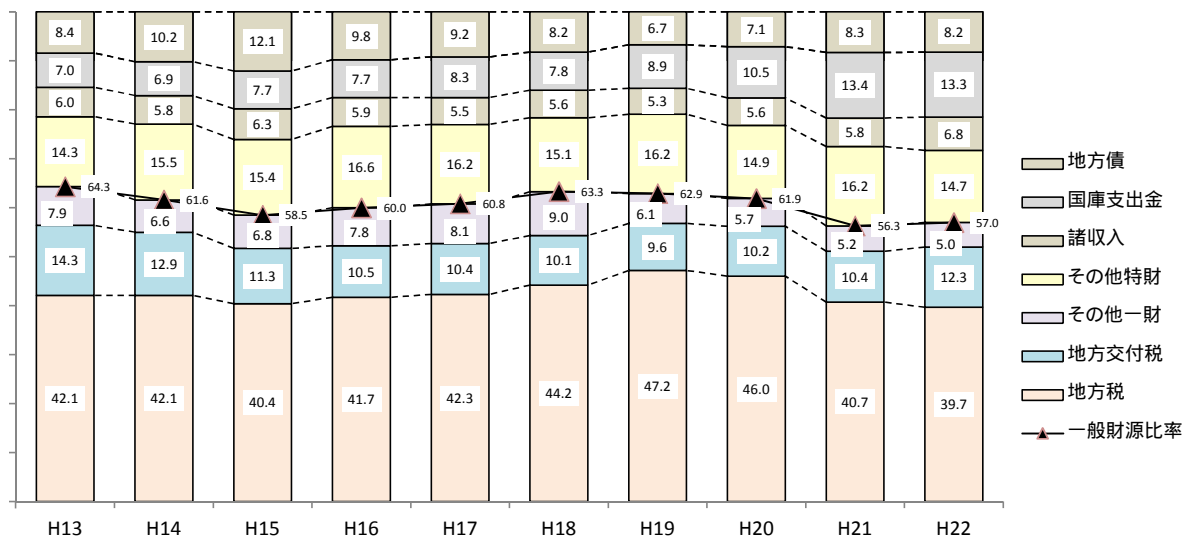 8.4 10.2 12.1 9.8 9.2 8.2 6.7 7.1 8.3 8.2
7.0 6.9 7.7 7.7 8.3 7.8 8.9 10.5 13.4 13.3
6.0 5.8 6.3 5.9 5.5 5.6 5.3 5.6 5.8 6.8
14.3 15.5 15.4 16.6 16.2 15.1 16.2 14.9 16.2 14.7
64.3 61.6 58.5 60.0 60.8 63.3 62.9 61.9 56.3 57.0
7.9 6.6 6.8 7.8 8.1 9.0 6.1 5.7 5.2 5.0
14.3 12.9 11.3 10.5 10.4 10.1 9.6 10.2 10.4 12.3
42.1 42.1 40.4 41.7 42.3 44.2 47.2 46.0 40.7 39.7
H13 H14 H15 H16 H17 H18 H19 H20 H21 H22
地方債
国庫支出金
諸収入
その他特財
その他一財
地方交付税
地方税
一般財源比率